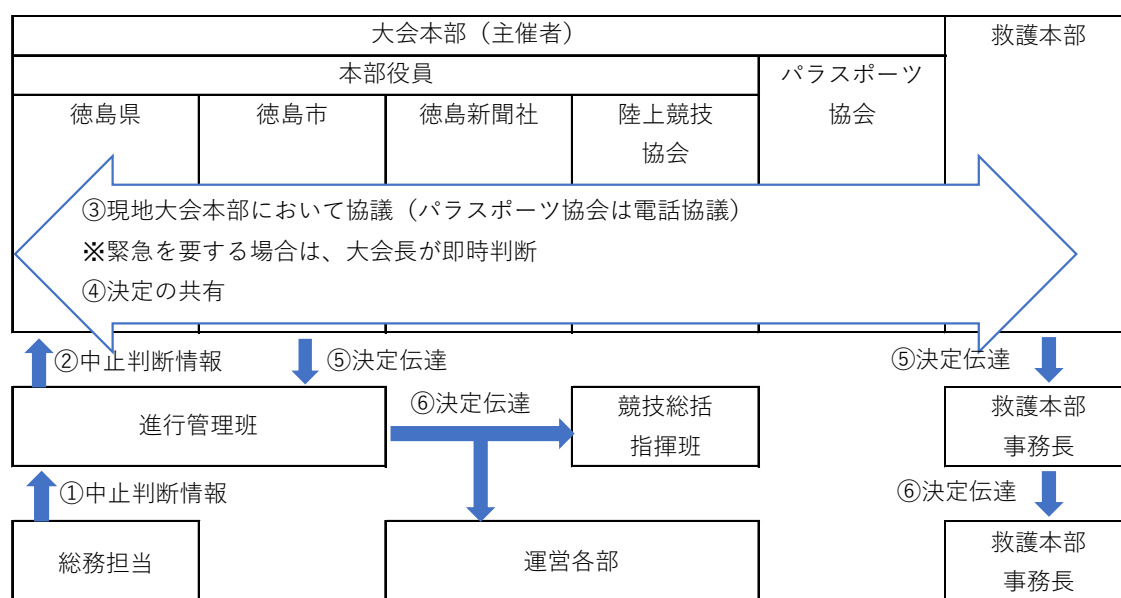 大会本部（主催者）
救護本部
本部役員
パラスポーツ
協会
徳島県
徳島市
徳島新聞社
陸上競技
協会
③現地大会本部において協議（パラスポーツ協会は電話協議）
※緊急を要する場合は、大会長が即時判断
④決定の共有
②中止判断情報
⑤決定伝達
⑤決定伝達
進行管理班
⑥決定伝達
競技総括
指揮班
救護本部
事務長
①中止判断情報
⑥決定伝達
総務担当
運営各部
救護本部
事務長